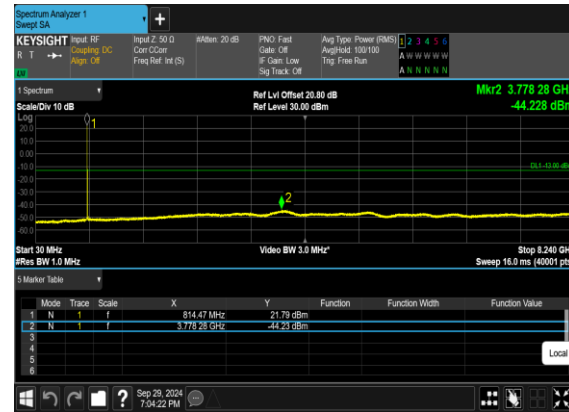 Spectrum Analyzer 1
Swept SA
+
KEYSIGHT Input: RF Input Z: 50 Ω #Atten: 20 dB PNO: Fast Avg Type: Power (RMS) 1 2 3 4 5 6
R T Coupling: DC Corr CCorr Gate: Off Avg|Hold: 100/100 A W W W W W
Align: Off Freq Ref: Int (S) IF Gain: Low Trig: Free Run
Sig Track: Off A N N N N N
1 Spectrum
Ref Lvl Offset 20.80 dB Mkr2 3.778 28 GH
Scale/Div 10 dB Ref Level 30.00 dBm -44.228 dBm
Log
20.0
10.0
0.00
-10.0
-20.0
-30.0
-40.0
-50.0
-60.0
1
2
DL1 -13.00 dBm
Start 30 MHz Video BW 3.0 MHz* Stop 8.240 GH
#Res BW 1.0 MHz Sweep 16.0 ms (40001 pts
5 Marker Table
Mode Trace Scale X Y Function Function Width Function Value
1 N 1 f 814.47 MHz 21.79 dBm
2 N 1 f 3.778 28 GHz -44.23 dBm
3
4
5
6
Local
? Sep 29, 2024
7:04:22 PM